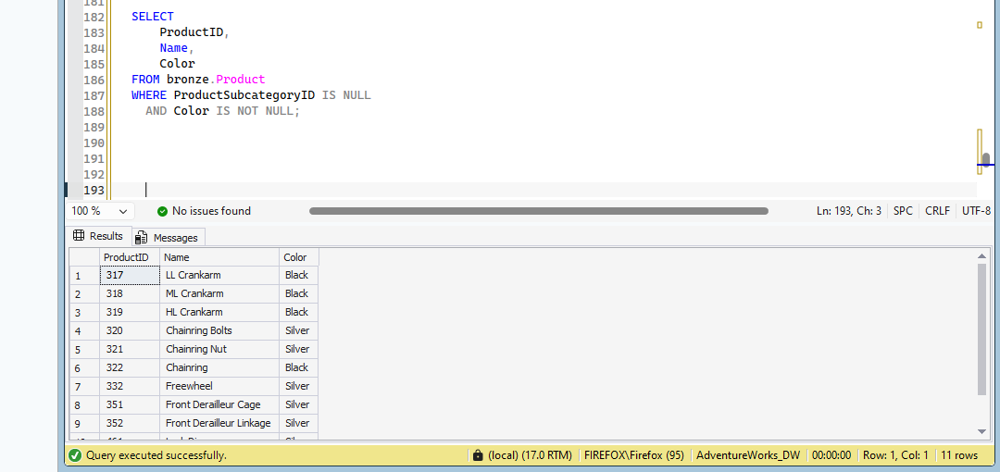 181
182 SELECT
183 ProductID,
184 Name,
185 Color
186 FROM bronze.Product
187 WHERE ProductSubcategoryID IS NULL
188 AND Color IS NOT NULL;
189
190
191
192
193
100 % No issues found Ln: 193, Ch: 3 SPC CRLF UTF-8
Results Messages
ProductID Name Color
1 317 LL Crankarm Black
2 318 ML Crankarm Black
3 319 HL Crankarm Black
4 320 Chainring Bolts Silver
5 321 Chainring Nut Silver
6 322 Chainring Black
7 332 Freewheel Silver
8 351 Front Derailleur Cage Silver
9 352 Front Derailleur Linkage Silver
Query executed successfully. (local) (17.0 RTM) FIREFOX\Firefox (95) AdventureWorks_DW 00:00:00 Row: 1, Col: 1 11 rows